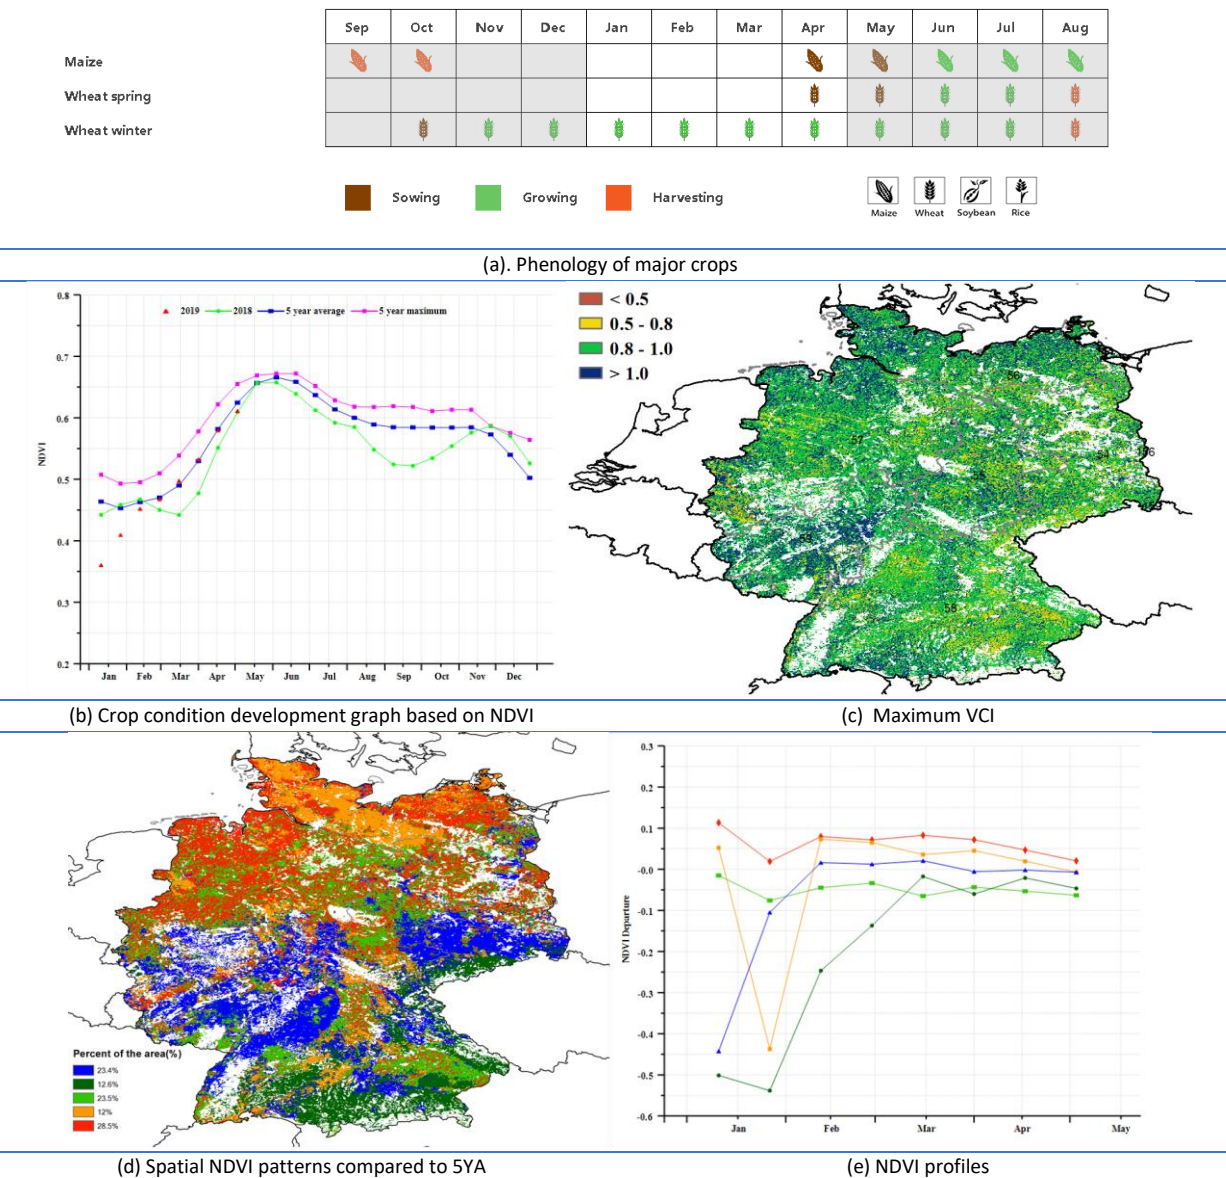 Sep Oct Nov Dec Jan Feb Mar Apr May Jun Jul Aug
Maize
Wheat spring
Wheat winter
Sowing Growing Harvesting
Maize Wheat Soybean Rice
(a). Phenology of major crops
0.8
0.7
0.6
0.5
0.4
0.3
0.2
NDVI
2019 2018 5 year average 5 year maximum
Jan Feb Mar Apr May Jun Jul Aug Sep Oct Nov Dec
< 0.5
0.5 - 0.8
0.8 - 1.0
> 1.0
57
54
58
(b) Crop condition development graph based on NDVI
(c) Maximum VCI
Percent of the area(%)
23.4%
12.6%
23.5%
12%
28.5%
0.3
0.2
0.1
-0.0
-0.1
-0.2
-0.3
-0.4
-0.5
-0.6
NDVI Departure
Jan Feb Mar Apr May
(d) Spatial NDVI patterns compared to 5YA
(e) NDVI profiles